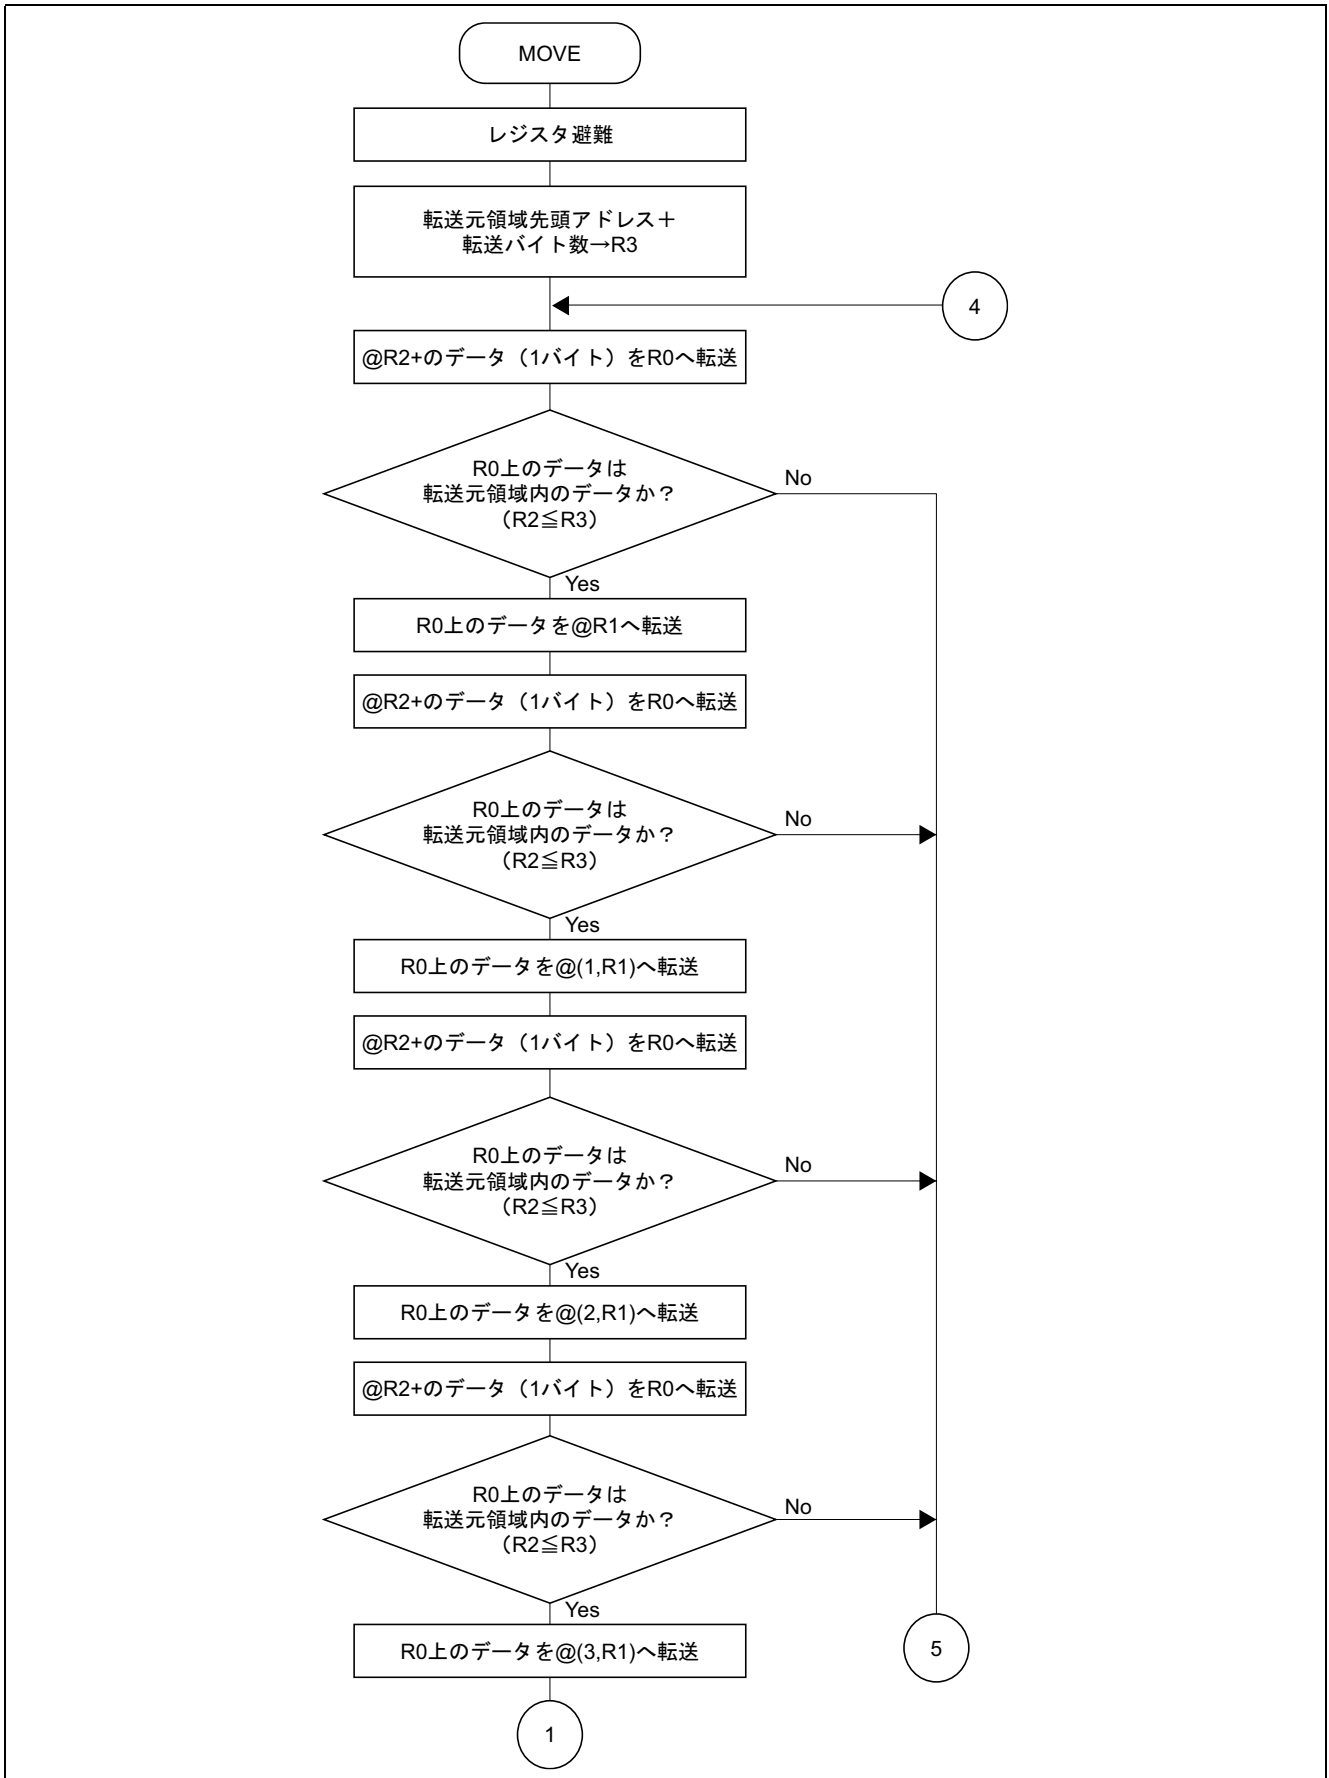 MOVE
レジスタ避難
転送元領域先頭アドレス＋
転送バイト数→R3
4
@R2+のデータ（1バイト）をR0へ転送
R0上のデータは
転送元領域内のデータか？
（R2≦R3）
No
Yes
R0上のデータを@R1へ転送
@R2+のデータ（1バイト）をR0へ転送
R0上のデータは
転送元領域内のデータか？
（R2≦R3）
No
Yes
R0上のデータを@(1,R1)へ転送
@R2+のデータ（1バイト）をR0へ転送
R0上のデータは
転送元領域内のデータか？
（R2≦R3）
No
Yes
R0上のデータを@(2,R1)へ転送
@R2+のデータ（1バイト）をR0へ転送
R0上のデータは
転送元領域内のデータか？
（R2≦R3）
No
Yes
R0上のデータを@(3,R1)へ転送
5
1